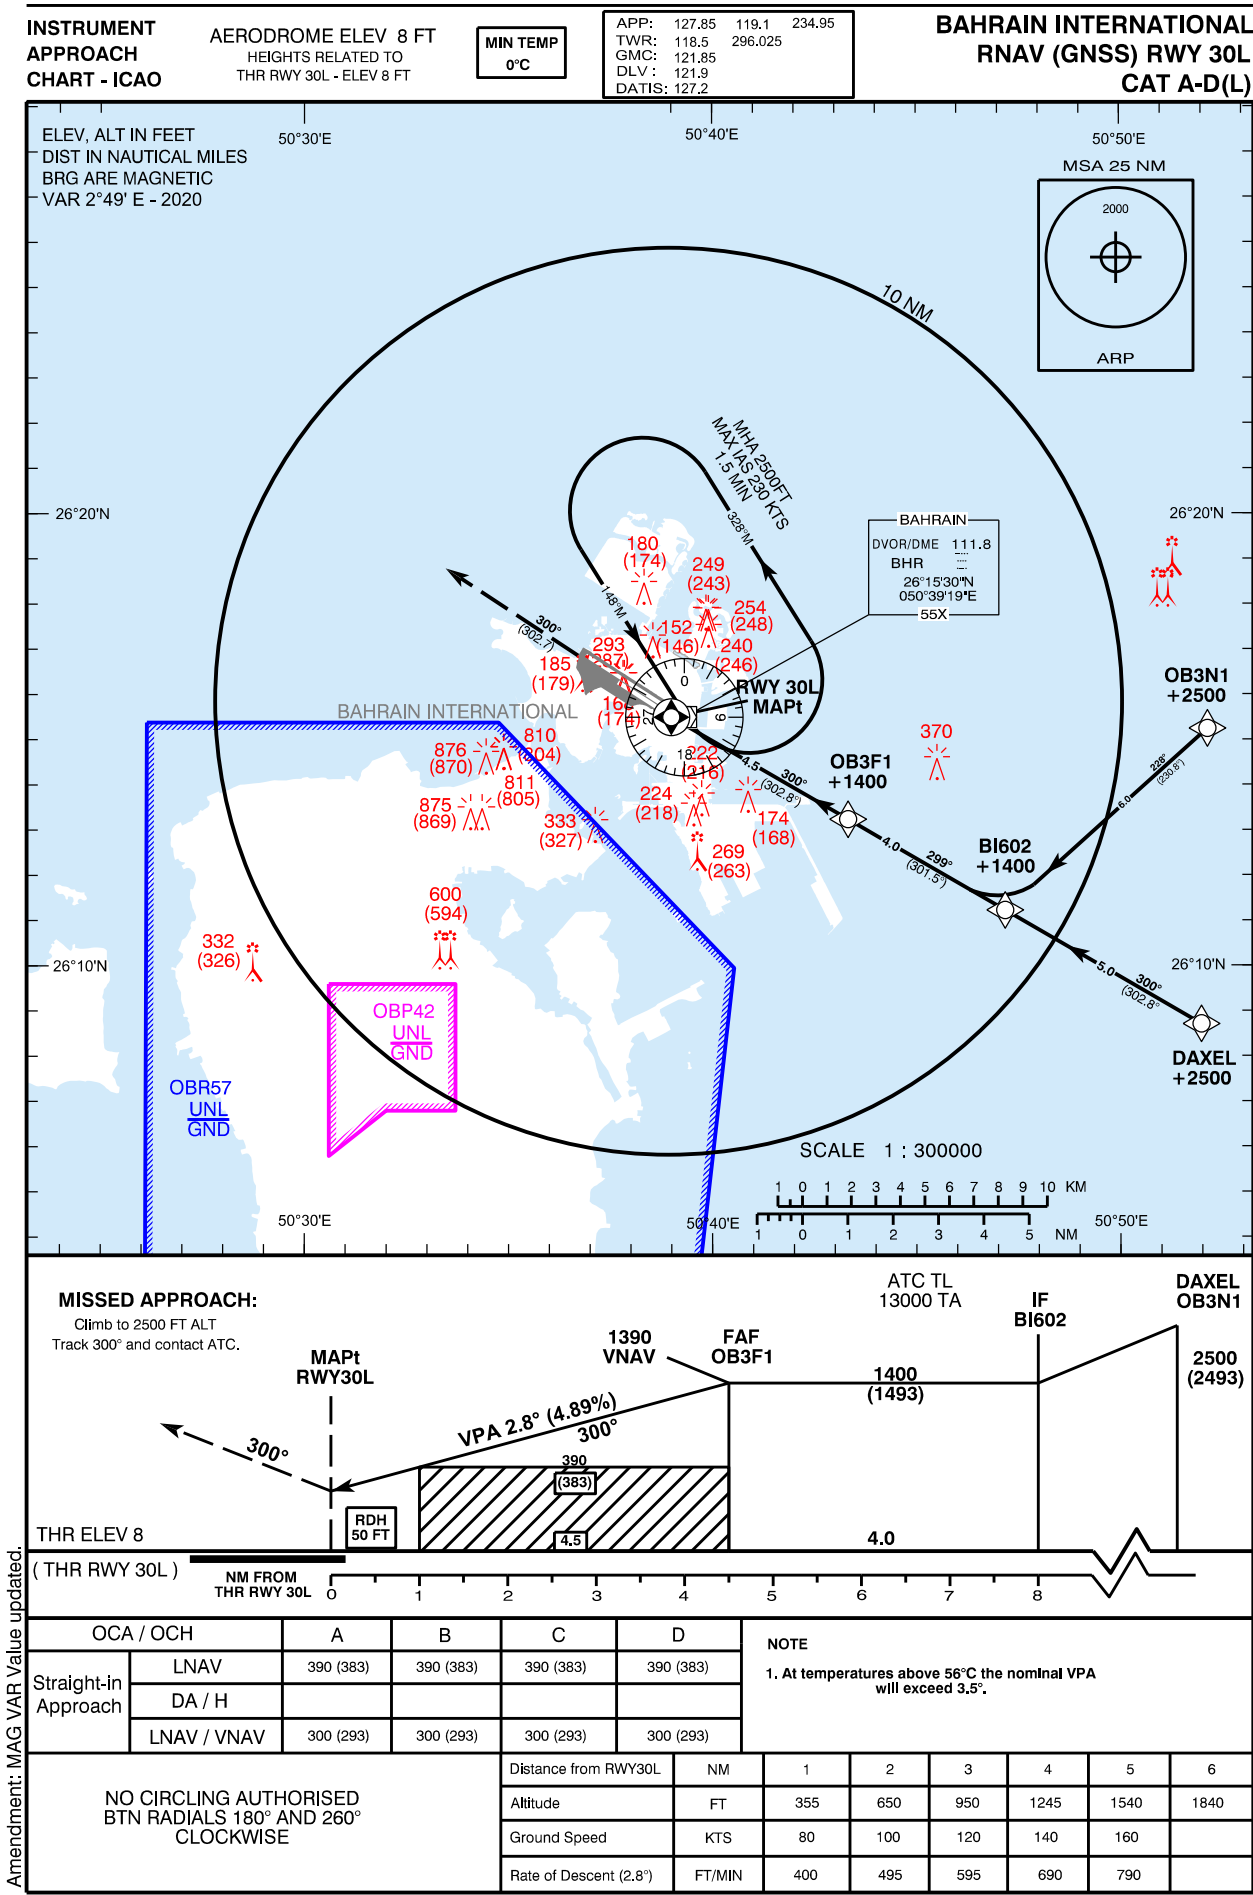 INSTRUMENT
APPROACH
CHART - ICAO
AERODROME ELEV 8 FT
HEIGHTS RELATED TO
THR RWY 30L - ELEV 8 FT
MIN TEMP
0°C
APP: 127.85 119.1 234.95
TWR: 118.5 296.025
GMC: 121.85
DLV : 121.9
DATIS: 127.2
BAHRAIN INTERNATIONAL
RNAV (GNSS) RWY 30L
CAT A-D(L)
ELEV, ALT IN FEET
DIST IN NAUTICAL MILES
BRG ARE MAGNETIC
VAR 2°49' E - 2020
50°30'E
50°40'E
50°50'E
MSA 25 NM
2000
ARP
10 NM
MHA 2500FT
MAX IAS 230 KTS
1.5 MIN
328°M
148°M
26°20'N
26°20'N
BAHRAIN
DVOR/DME 111.8
BHR
26°15'30"N
050°39'19"E
55X
180
(174)
249
(243)
254
(248)
152
(146)
240
(246)
300°
(302.7)
293
185
(179)
0
6
18
27
RWY 30L
MAPt
BAHRAIN INTERNATIONAL
OB3N1
+2500
228°
(230.8°)
6.0
370
OB3F1
+1400
876
(870)
810
811
(805)
222
(216)
4.5
300°
(302.8°)
875
(869)
224
(218)
174
(168)
333
(327)
269
(263)
4.0
299°
(301.5°)
BI602
+1400
600
(594)
332
(326)
26°10'N
26°10'N
5.0
300°
(302.8°
DAXEL
+2500
OBP42
UNL
GND
OBR57
UNL
GND
SCALE 1 : 300000
1 0 1 2 3 4 5 6 7 8 9 10 KM
1 0 1 2 3 4 5 NM
50°30'E
50°40'E
50°50'E
MISSED APPROACH:
Climb to 2500 FT ALT
Track 300° and contact ATC.
ATC TL
13000 TA
DAXEL
OB3N1
IF
BI602
1390
VNAV
FAF
OB3F1
MAPt
RWY30L
2500
(2493)
1400
(1493)
VPA 2.8° (4.89%)
300°
300°
390
(383)
RDH
50 FT
4.5
4.0
THR ELEV 8
( THR RWY 30L )
NM FROM
THR RWY 30L
0 1 2 3 4 5 6 7 8
OCA / OCH A B C D
Straight-in
Approach
LNAV 390 (383) 390 (383) 390 (383) 390 (383)
DA / H
LNAV / VNAV 300 (293) 300 (293) 300 (293) 300 (293)
NOTE
1. At temperatures above 56°C the nominal VPA
will exceed 3.5°.
NO CIRCLING AUTHORISED
BTN RADIALS 180° AND 260°
CLOCKWISE
Distance from RWY30L NM 1 2 3 4 5 6
Altitude FT 355 650 950 1245 1540 1840
Ground Speed KTS 80 100 120 140 160
Rate of Descent (2.8°) FT/MIN 400 495 595 690 790
Amendment: MAG VAR Value updated.